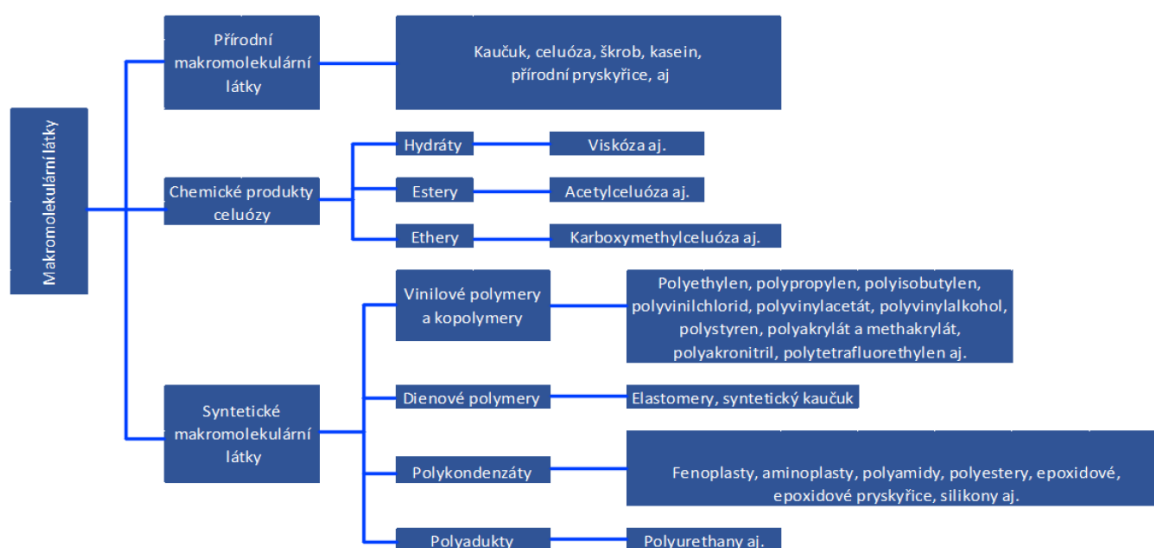 Makromolekulární látky
Přírodní
makromolekulární
látky
Kaučuk, celuóza, škrob, kasein,
přírodní pryskyřice, aj
Chemické produkty
celuózy
Hydráty
Viskóza aj.
Estery
Acetylceluóza aj.
Ethery
Karboxymethylceluóza aj.
Syntetické
makromolekulární
látky
Vinilové polymery
a kopolymery
Polyethylen, polypropylen, polyisobutylen,
polyvinilchlorid, polyvinylacetát, polyvinylalkohol,
polystyren, polyakrylát a methakrylát,
polyakronitril, polytetrafluorethylen aj.
Dienové polymery
Elastomery, syntetický kaučuk
Polykondenzáty
Fenoplasty, aminoplasty, polyamidy, polyestery, epoxidové,
epoxidové pryskyřice, silikony aj.
Polyadukty
Polyurethany aj.